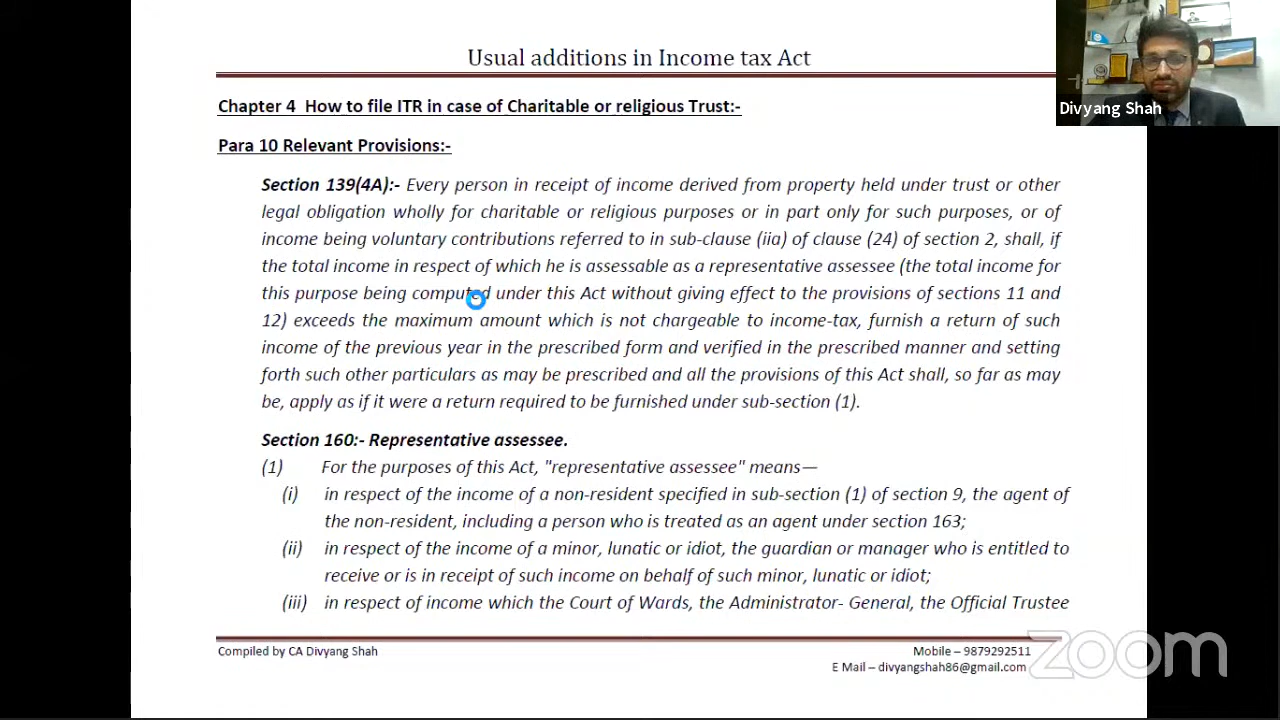 Usual additions in Income tax Act
Divyang Shah
Chapter 4 How to file ITR in case of Charitable or religious Trust:-
Para 10 Relevant Provisions:-
Section 139(4A):- Every person in receipt of income derived from property held under trust or other
legal obligation wholly for charitable or religious purposes or in part only for such purposes, or of
income being voluntary contributions referred to in sub-clause (iia) of clause (24) of section 2, shall, if
the total income in respect of which he is assessable as a representative assessee (the total income for
this purpose being computed under this Act without giving effect to the provisions of sections 11 and
12) exceeds the maximum amount which is not chargeable to income-tax, furnish a return of such
income of the previous year in the prescribed form and verified in the prescribed manner and setting
forth such other particulars as may be prescribed and all the provisions of this Act shall, so far as may
be, apply as if it were a return required to be furnished under sub-section (1).
Section 160:- Representative assessee.
(1) For the purposes of this Act, "representative assessee" means—
(i) in respect of the income of a non-resident specified in sub-section (1) of section 9, the agent of
the non-resident, including a person who is treated as an agent under section 163;
(ii) in respect of the income of a minor, lunatic or idiot, the guardian or manager who is entitled to
receive or is in receipt of such income on behalf of such minor, lunatic or idiot;
(iii) in respect of income which the Court of Wards, the Administrator- General, the Official Trustee
Compiled by CA Divyang Shah
Mobile – 9879292511
E Mail – divyangshah86@gmail.com
zoom